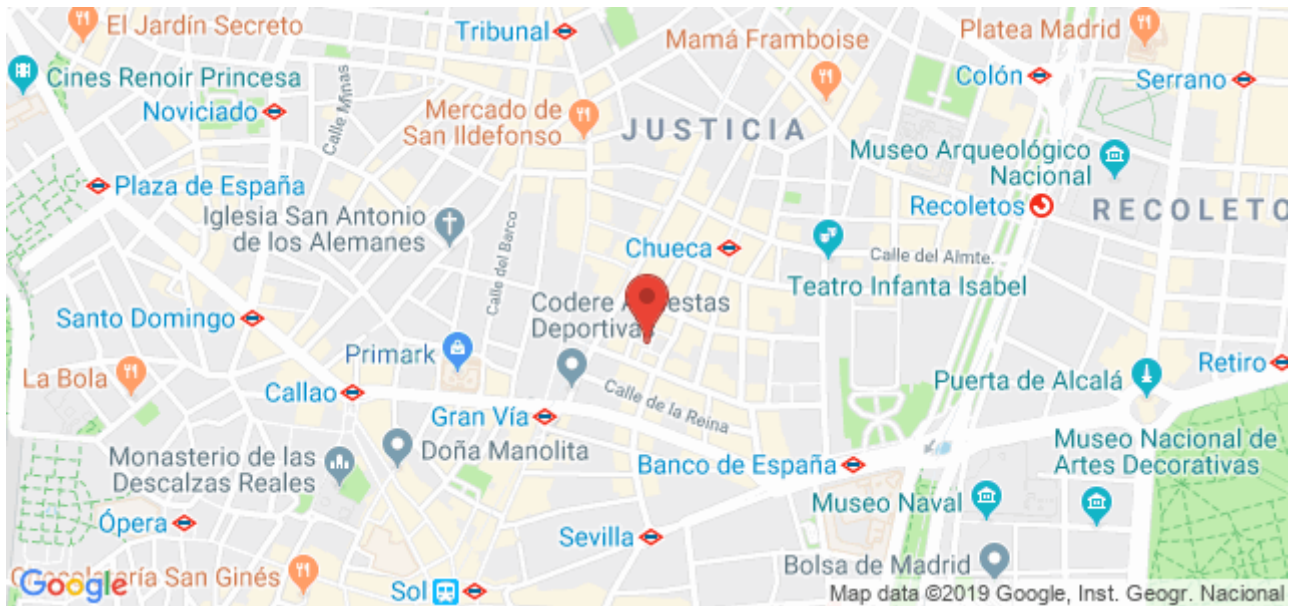 El Jardín Secreto
Tribunal
Mamá Framboise
Platea Madrid
Cines Renoir Princesa
Colón
Serrano
Noviciado
Calle Minas
Mercado de
San Ildefonso
JUSTICIA
Museo Arqueológico
Nacional
Plaza de España
Recoletos
RECOLETO
Iglesia San Antonio
de los Alemanes
Calle del Barco
Chueca
Calle del Almte.
Teatro Infanta Isabel
Codere
estas
Deportivas
Santo Domingo
Primark
La Bola
Callao
Retiro
Puerta de Alcalá
Gran Vía
Calle de la Reina
Doña Manolita
Monasterio de las
Descalzas Reales
Banco de España
Museo Nacional de
Artes Decorativas
Museo Naval
Ópera
Sevilla
Bolsa de Madrid
San Ginés
Google
Sol
Map data ©2019 Google, Inst. Geogr. Nacional